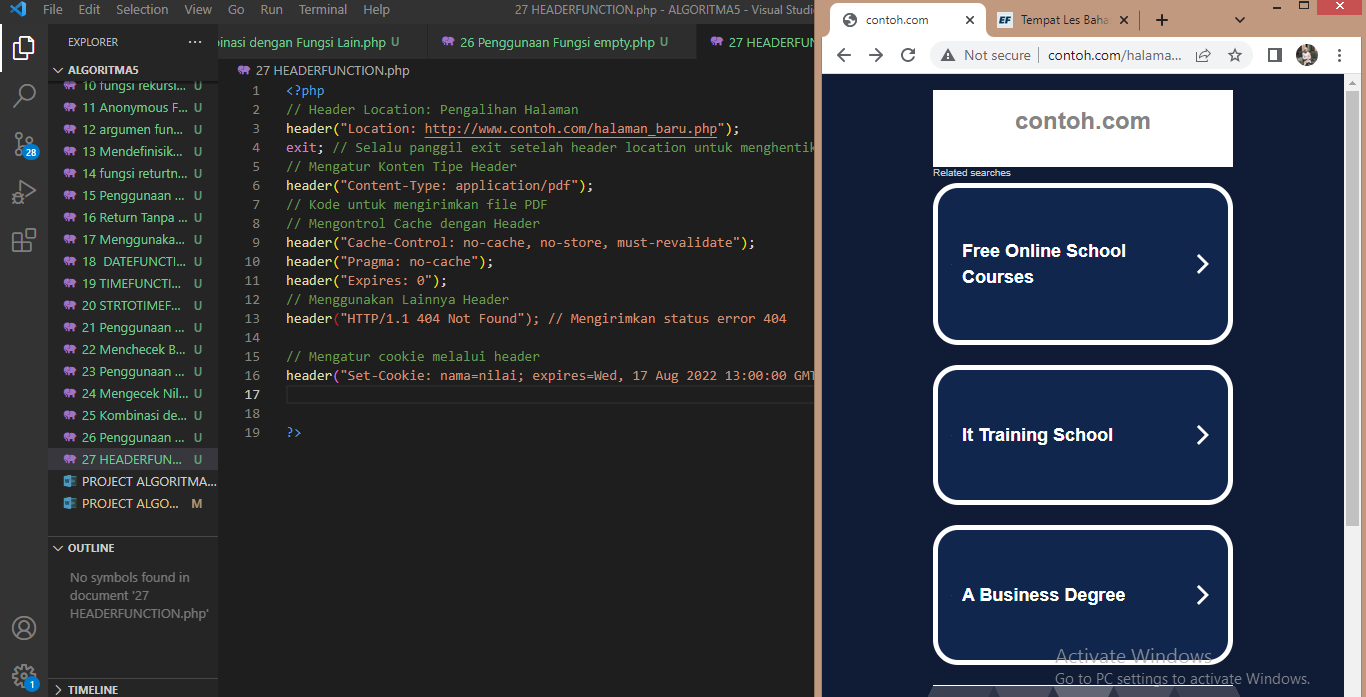 File Edit Selection View Go Run Terminal Help
27 HEADERFUNCTION.php - ALGORITMA5 - Visual Studi
EXPLORER
ALGORITMA5
10 fungsi rekursi... U
11 Anonymous F... U
12 argumen fun... U
13 Mendefinisik... U
14 fungsi returtn... U
15 Penggunaan ... U
16 Return Tanpa ... U
17 Menggunaka... U
18 DATEFUNCTI... U
19 TIMEFUNCTI... U
20 STRTOTIMEF... U
21 Penggunaan ... U
22 Menchecek B... U
23 Penggunaan ... U
24 Mengecek Nil... U
25 Kombinasi de... U
26 Penggunaan ... U
27 HEADERFUN... U
PROJECT ALGORITMA...
PROJECT ALGO... M
OUTLINE
No symbols found in
document '27
HEADERFUNCTION.php'
TIMELINE
28
1
binasi dengan Fungsi Lain.php U
26 Penggunaan Fungsi empty.php U
27 HEADERFUN
27 HEADERFUNCTION.php
1 <?php
2 // Header Location: Pengalihan Halaman
3 header("Location: http://www.contoh.com/halaman_baru.php");
4 exit; // Selalu panggil exit setelah header location untuk menghentik
5 // Mengatur Konten Tipe Header
6 header("Content-Type: application/pdf");
7 // Kode untuk mengirimkan file PDF
8 // Mengontrol Cache dengan Header
9 header("Cache-Control: no-cache, no-store, must-revalidate");
10 header("Pragma: no-cache");
11 header("Expires: 0");
12 // Menggunakan Lainnya Header
13 header("HTTP/1.1 404 Not Found"); // Mengirimkan status error 404
14
15 // Mengatur cookie melalui header
16 header("Set-Cookie: nama=nilai; expires=Wed, 17 Aug 2022 13:00:00 GMT
17
18
19 ?>
contoh.com
EF Tempat Les Baha
Not secure
contoh.com/halama...
contoh.com
Related searches
Free Online School
Courses
It Training School
A Business Degree
Activate Windows
Go to PC settings to activate Windows.